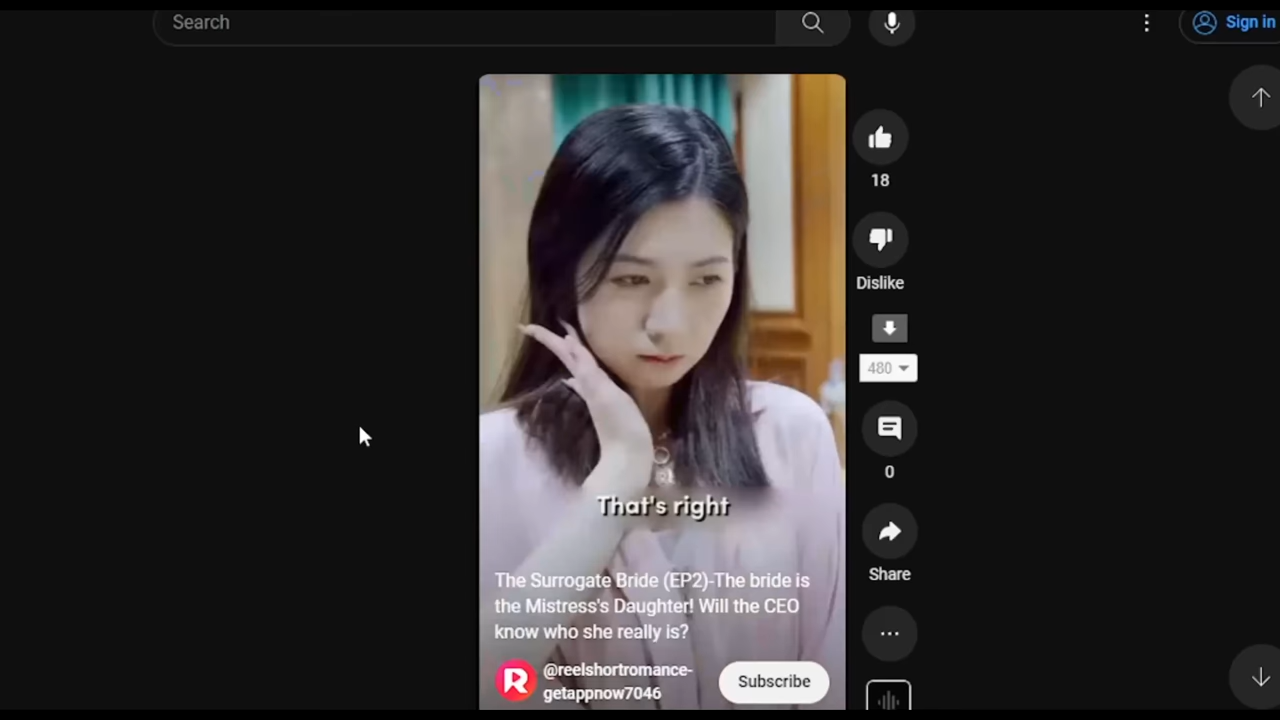 Search
Sign in
18
Dislike
480
0
Share
That's right
The Surrogate Bride (EP2)-The bride is
the Mistress's Daughter! Will the CEO
know who she really is?
@reelshortromance-
getappnow7046
Subscribe